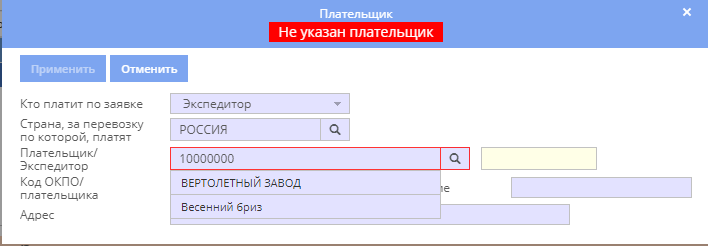 Плательщик
Не указан плательщик
Применить Отменить
Кто платит по заявке Экспедитор
Страна, за перевозку
по которой, платят РОССИЯ
Плательщик/
Экспедитор 10000000
ВЕРТОЛЕТНЫЙ ЗАВОД
Код ОКПО/
плательщика
Весенний бриз
Адрес